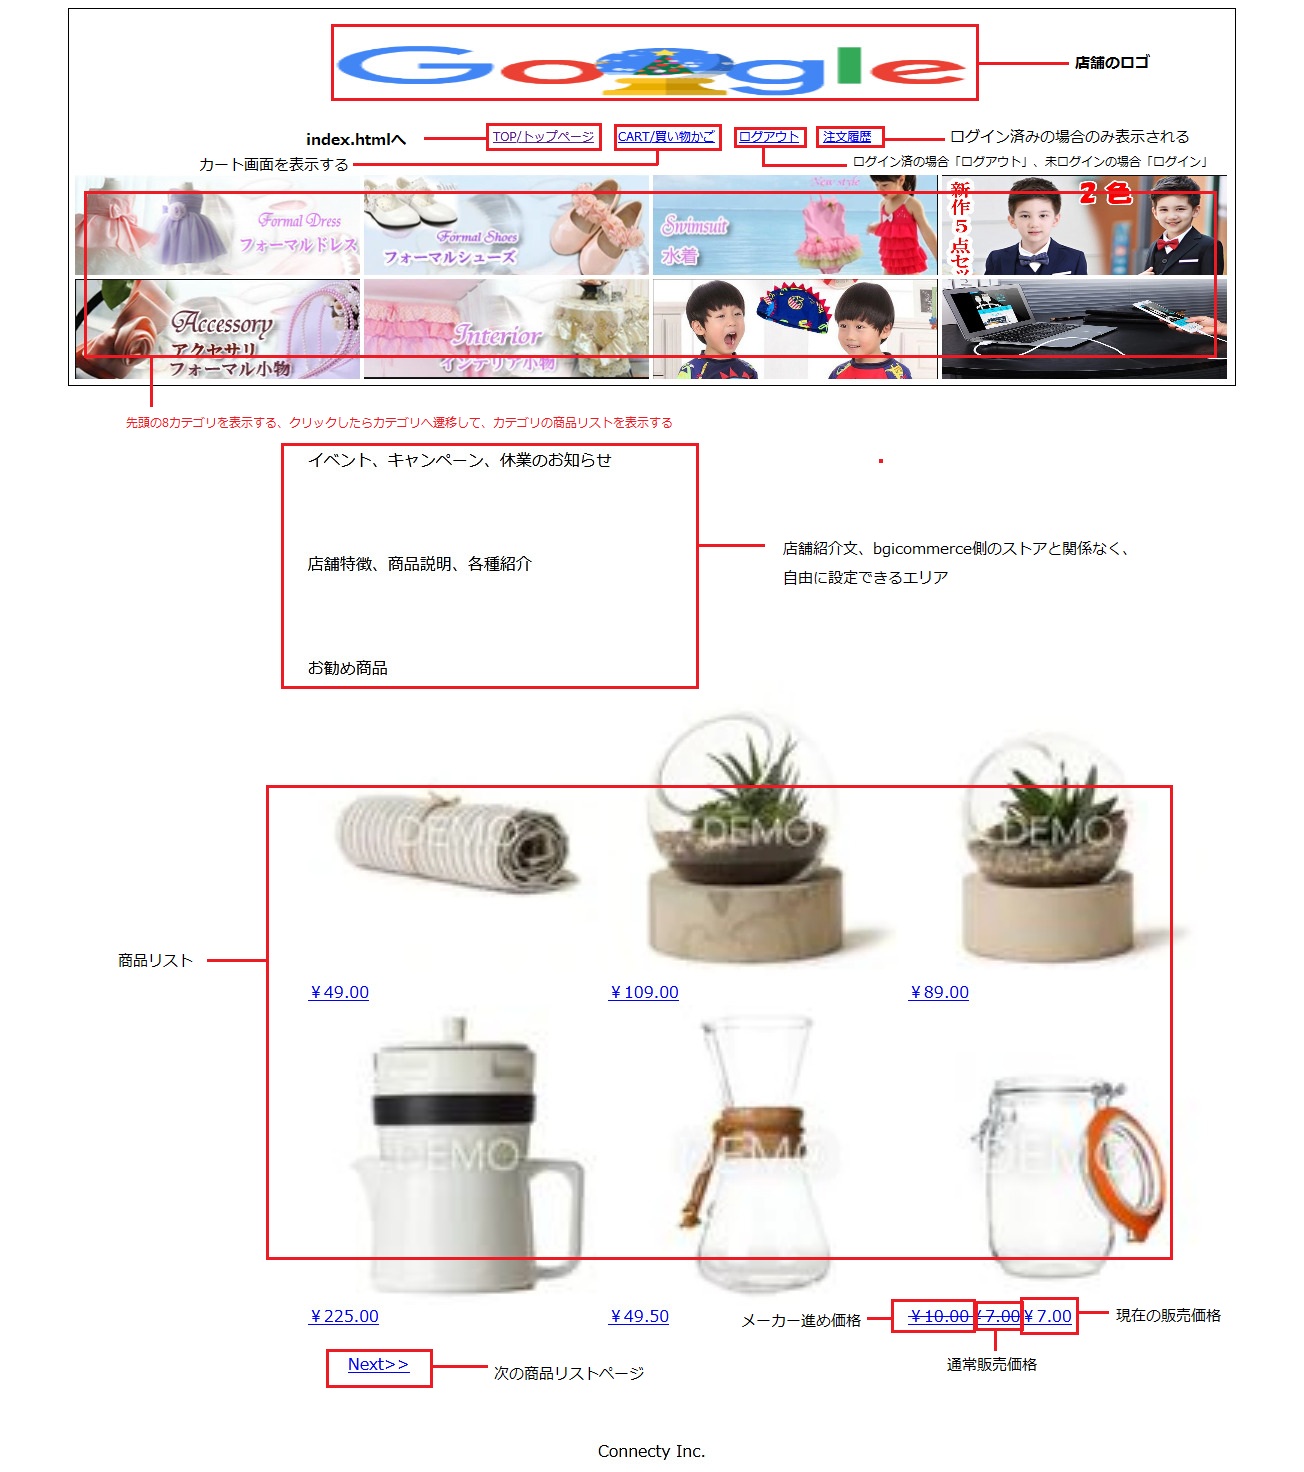 Google
店舗のロゴ
index.htmlへ
TOP/トップページ
CART/買い物かご
ログアウト
注文履歴
ログイン済みの場合のみ表示される
カート画面を表示する
ログイン済の場合「ログアウト」、未ログインの場合「ログイン」
Formal Dress
フォーマルドレス
Formal Shoes
フォーマルシューズ
New style
Swimsuit
水着
新作5点セッ
2色
Accessory
アクセサリ
フォーマル小物
Interior
インテリア小物
先頭の8カテゴリを表示する、クリックしたらカテゴリへ遷移して、カテゴリの商品リストを表示する
イベント、キャンペーン、休業のお知らせ
店舗特徴、商品説明、各種紹介
お勧め商品
店舗紹介文、bgicommerce側のストアと関係なく、
自由に設定できるエリア
DEMO
DEMO
DEMO
商品リスト
¥49.00
¥109.00
¥89.00
DEMO
DEMO
DEMO
¥225.00
¥49.50
メーカー進め価格
¥10.00 ¥7.00 ¥7.00
現在の販売価格
通常販売価格
Next>>
次の商品リストページ
Connecty Inc.